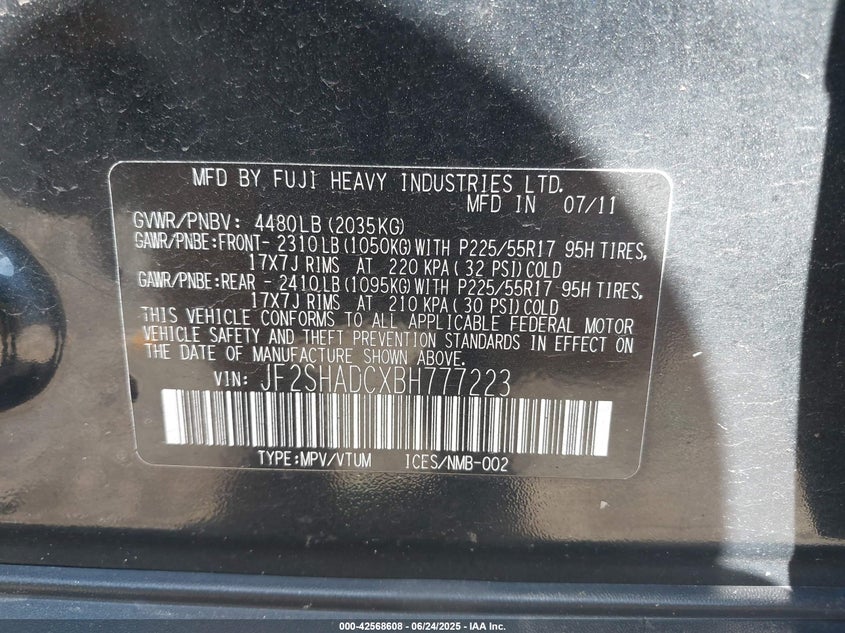 MFD BY FUJI HEAVY INDUSTRIES LTD.
MFD IN 07/11
GVWR/PNBV: 4480LB(2035KG)
GAWR/PNBE:FRONT- 2310LB(1050KG)WITH P225/55R17 95H TIRES,
17X7J RIMS AT 220 KPA( 32 PSI)COLD
GAWR/PNBE:REAR - 2410LB(1095KG)WITH P225/55R17 95H TIRES,
17X7J RIMS AT 210 KPA( 30 PSI)COLD
THIS VEHICLE CONFORMS TO ALL APPLICABLE FEDERAL MOTOR
VEHICLE SAFETY AND THEFT PREVENTION STANDARDS IN EFFECT ON
THE DATE OF MANUFACTURE SHOWN ABOVE.
VIN: JF2SHADCXBH777223
TYPE:MPV/VTUM ICES/NMB-002
000-42568608 - 06/24/2025 - IAA Inc.